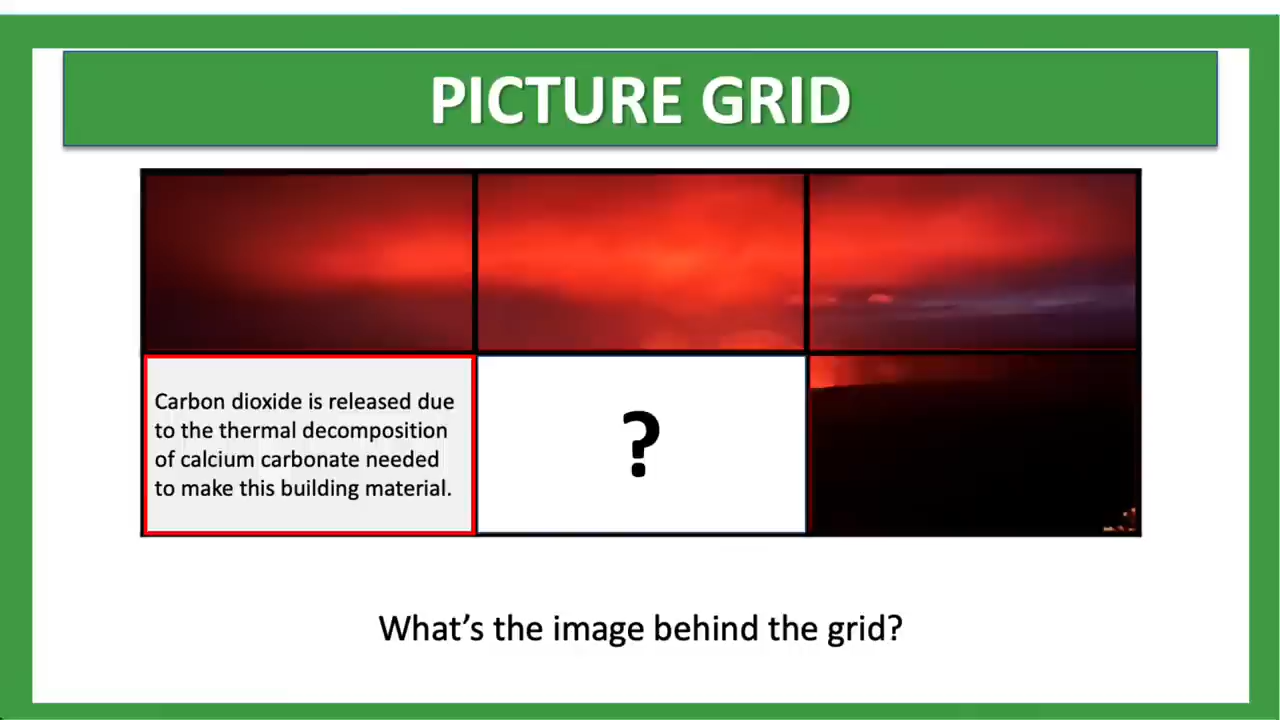 PICTURE GRID
Carbon dioxide is released due
to the thermal decomposition
of calcium carbonate needed
to make this building material.
?
What’s the image behind the grid?